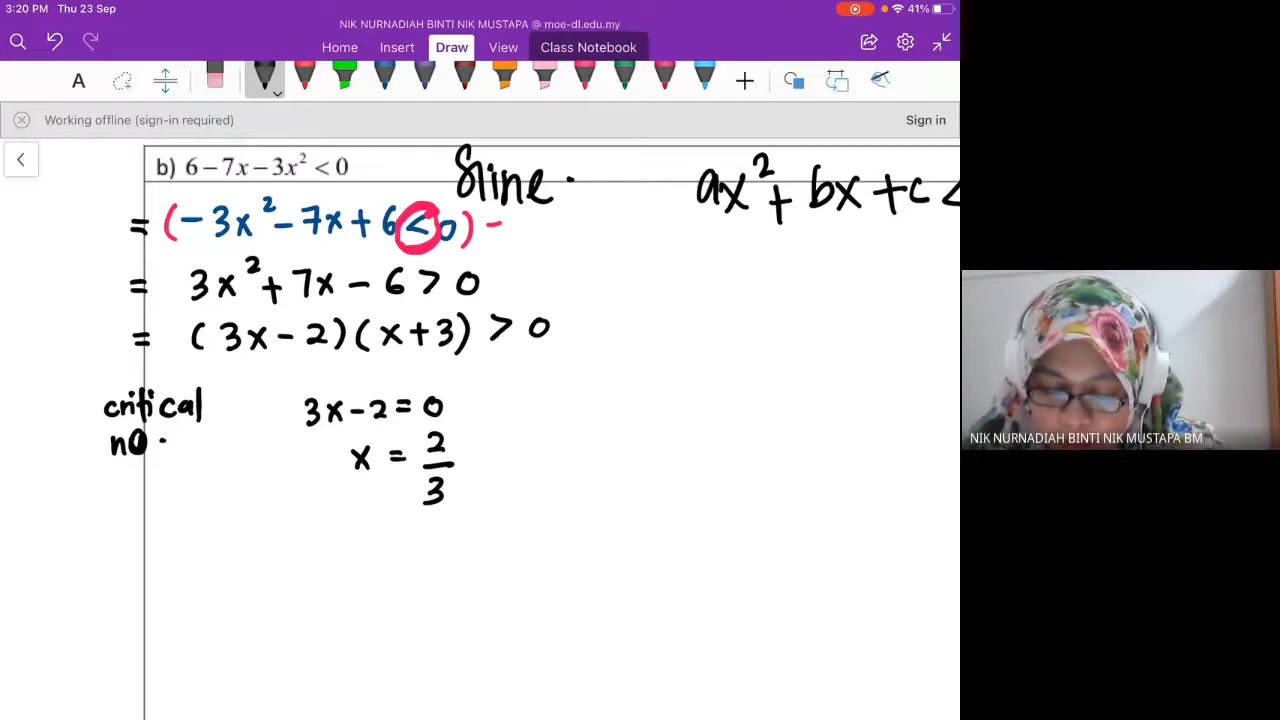 3:20 PM Thu 23 Sep
41%
NIK NURNADIAH BINTI NIK MUSTAPA @ moe-dl.edu.my
Home Insert Draw View Class Notebook
A
Working offline (sign-in required) Sign in
b) 6 − 7x − 3x² < 0
ax² + bx + c <
= (−3x² − 7x + 6 < 0) −
= 3x² + 7x − 6 > 0
= (3x − 2)(x + 3) > 0
critical no.
3x − 2 = 0
x = 2/3
NIK NURNADIAH BINTI NIK MUSTAPA BM